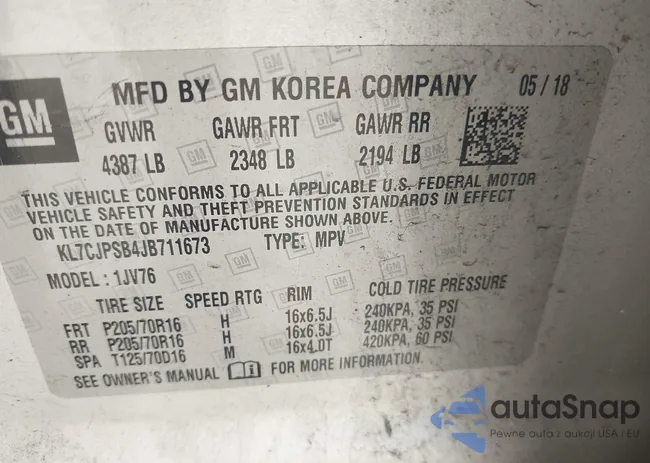 GM
MFD BY GM KOREA COMPANY 05 / 18
GVWR GAWR FRT GAWR RR
4387 LB 2348 LB 2194 LB
THIS VEHICLE CONFORMS TO ALL APPLICABLE U.S. FEDERAL MOTOR
VEHICLE SAFETY AND THEFT PREVENTION STANDARDS IN EFFECT
ON THE DATE OF MANUFACTURE SHOWN ABOVE.
KL7CJPSB4JB711673 TYPE: MPV
MODEL : 1JV76
TIRE SIZE SPEED RTG RIM COLD TIRE PRESSURE
FRT P205/70R16 H 16x6.5J 240KPA, 35 PSI
RR P205/70R16 H 16x6.5J 240KPA, 35 PSI
SPA T125/70D16 M 16x4.0T 420KPA, 60 PSI
SEE OWNER'S MANUAL FOR MORE INFORMATION.
autaSnap
Pewne auta z aukcji USA i EU